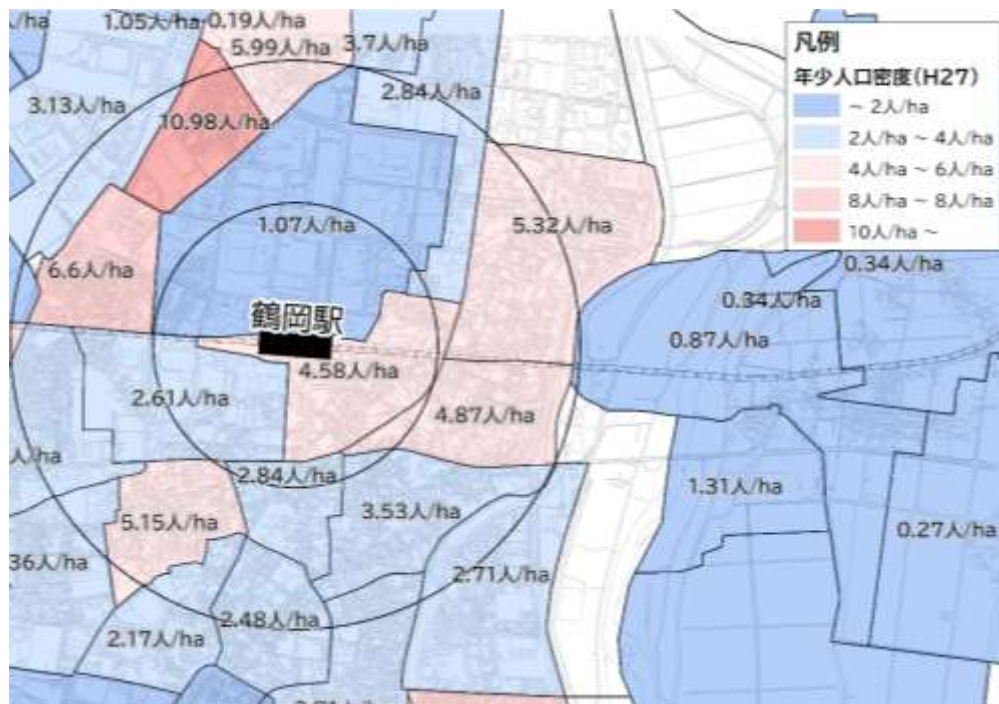 人/ha
1.05人/ha
0.19人/ha
5.99人/ha
3.7人/ha
3.13人/ha
2.84人/ha
10.98人/ha
1.07人/ha
5.32人/ha
6.6人/ha
鶴岡駅
4.58人/ha
2.61人/ha
4.87人/ha
0.34人/ha
0.34人/ha
0.87人/ha
人/ha
2.84人/ha
5.15人/ha
3.53人/ha
1.31人/ha
0.27人/ha
36人/ha
2.71人/ha
2.17人/ha
2.48人/ha
凡例
年少人口密度(H27)
～ 2人/ha
2人/ha ～ 4人/ha
4人/ha ～ 6人/ha
8人/ha ～ 8人/ha
10人/ha ～